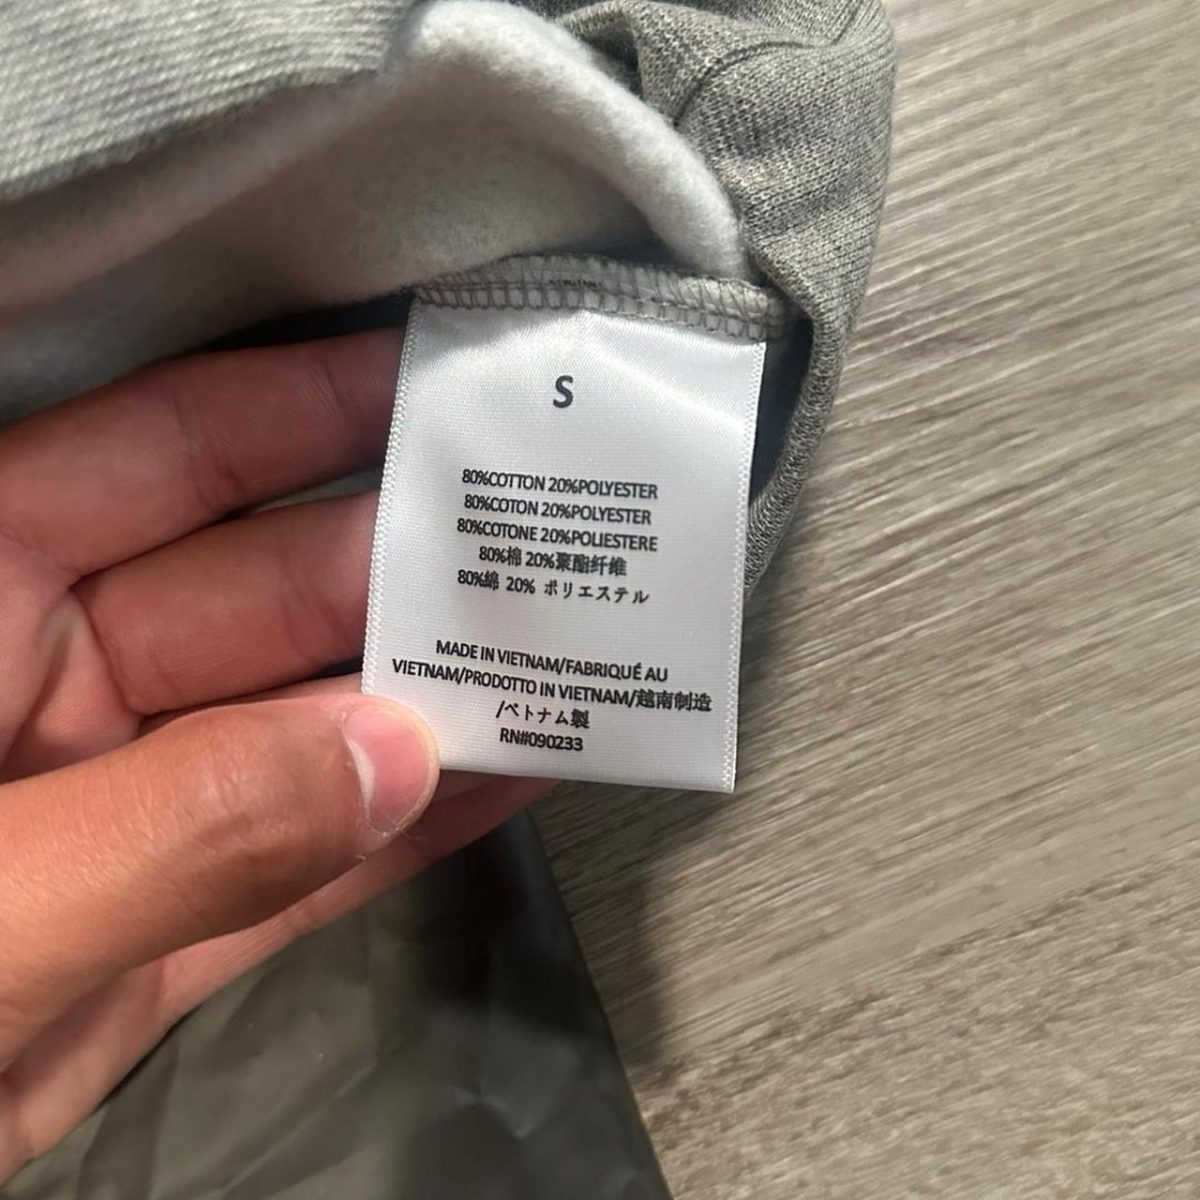 S
80%COTTON 20%POLYESTER
80%COTON 20%POLYESTER
80%COTONE 20%POLIESTERE
80%棉 20%聚酯纤维
80%綿 20% ポリエステル
MADE IN VIETNAM/FABRIQUÉ AU
VIETNAM/PRODOTTO IN VIETNAM/越南制造
/ベトナム製
RN#090233